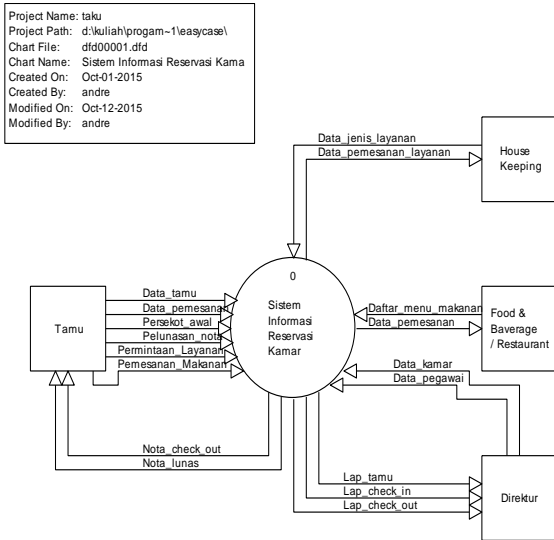 Project Name: taku
Project Path: d:\kuliah\progam~1\easycase\
Chart File: dfd00001.dfd
Chart Name: Sistem Informasi Reservasi Kama
Created On: Oct-01-2015
Created By: andre
Modified On: Oct-12-2015
Modified By: andre
Data_jenis_layanan
Data_pemesanan_layanan
House
Keeping
0
Sistem
Informasi
Reservasi
Kamar
Tamu
Data_tamu
Data_pemesanan
Persekot_awal
Pelunasan_nota
Permintaan_Layanan
Pemesanan_Makanan
Daftar_menu_makanan
Data_pemesanan
Food &
Baverage
/ Restaurant
Data_kamar
Data_pegawai
Nota_check_out
Nota_lunas
Lap_tamu
Lap_check_in
Lap_check_out
Direktur